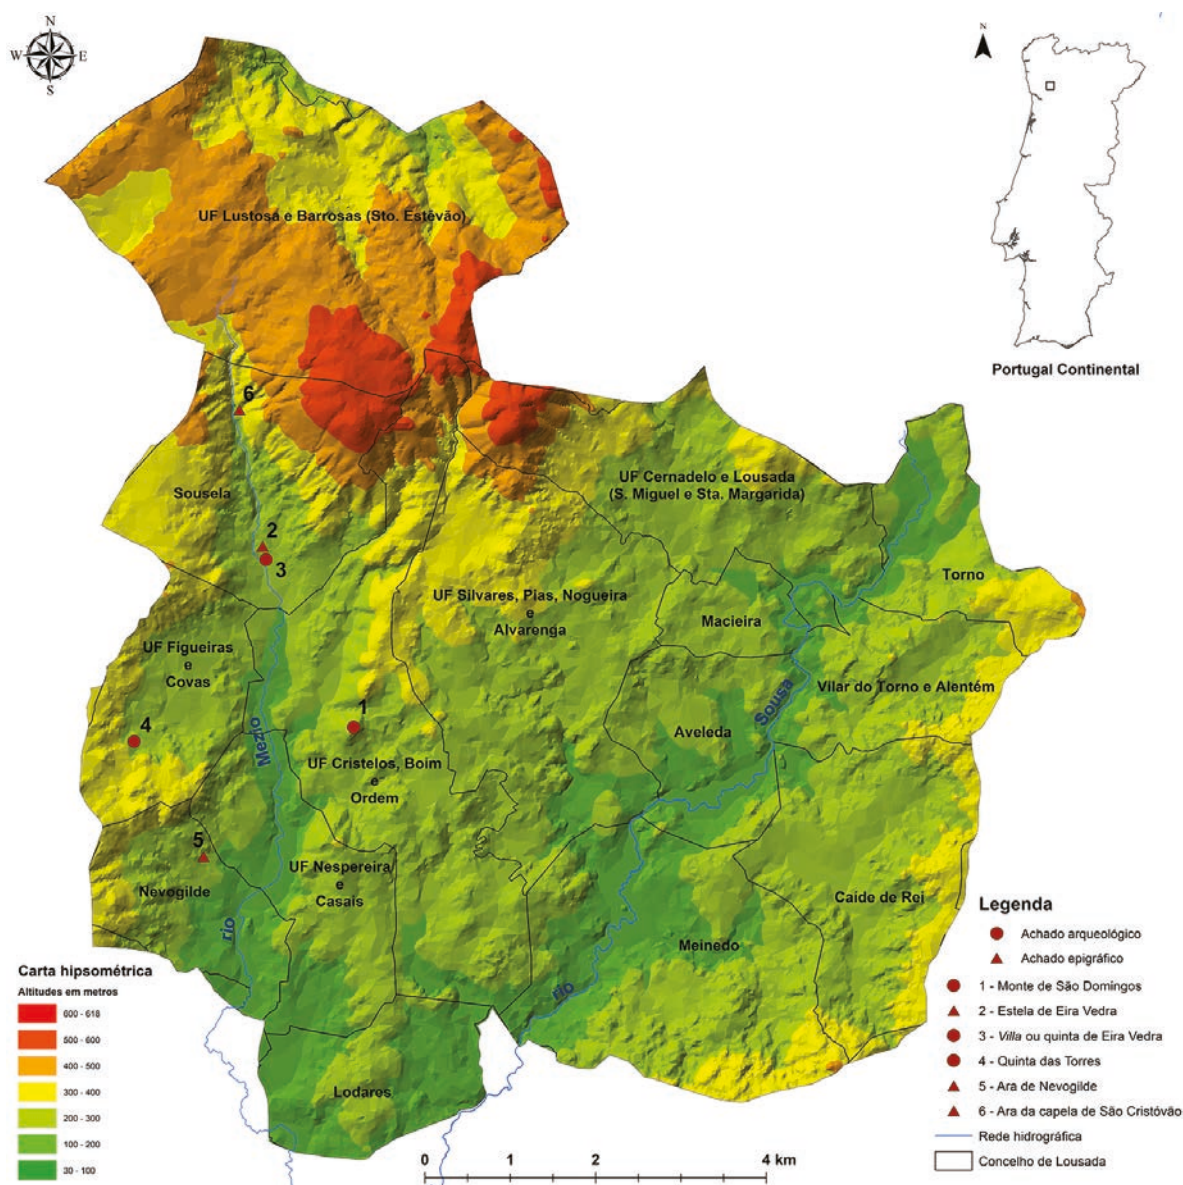 N
W E
S
N
Portugal Continental
UF Lustosa e Barrosas (Sto. Estêvão)
6
Sousela
UF Cernadelo e Lousada
(S. Miguel e Sta. Margarida)
2
3
Torno
UF Silvares, Pias, Nogueira
e
Alvarenga
Macieira
UF Figueiras
e
Covas
Vilar do Torno e Alentém
Sousa
4
1
Mezio
Aveleda
UF Cristelos, Boim
e
Ordem
5
Nevogilde
UF Nespereira
e
Casais
Caíde de Rei
rio
Meinedo
rio
Lodares
Carta hipsométrica
Altitudes em metros
600 - 618
500 - 600
400 - 500
300 - 400
200 - 300
100 - 200
30 - 100
0 1 2 4 km
Legenda
Achado arqueológico
Achado epigráfico
1 - Monte de São Domingos
2 - Estela de Eira Vedra
3 - Villa ou quinta de Eira Vedra
4 - Quinta das Torres
5 - Ara de Nevogilde
6 - Ara da capela de São Cristóvão
Rede hidrográfica
Concelho de Lousada